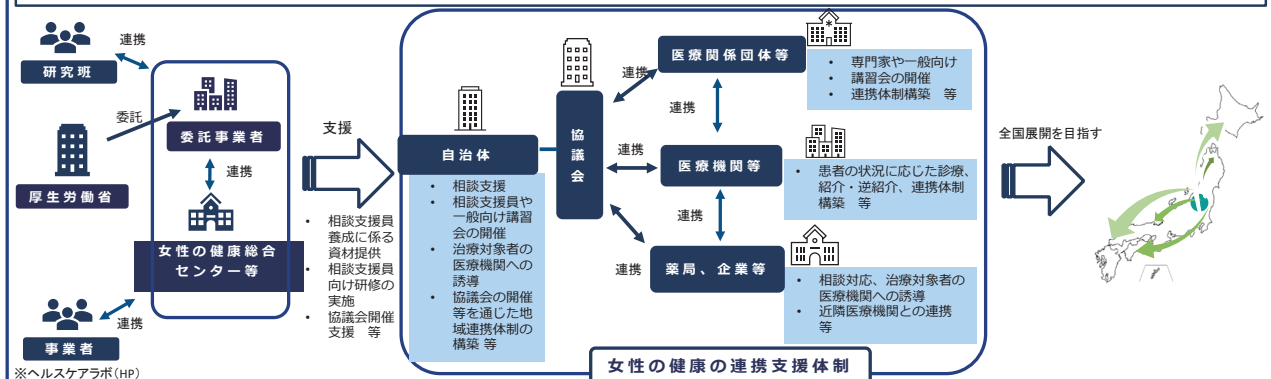 連携
研究班
委託
委託事業者
連携
厚生労働省
女性の健康総合
センター等
連携
事業者
※ヘルスケアラボ(HP)
支援
• 相談支援員
養成に係る
資材提供
• 相談支援員
向け研修の
実施
• 協議会開催
支援 等
自治体
• 相談支援
• 相談支援員や
一般向け講習
会の開催
• 治療対象者の
医療機関への
誘導
• 協議会の開催
等を通じた地
域連携体制の
構築 等
協議会
連携
連携
連携
医療関係団体等
• 専門家や一般向け
• 講習会の開催
• 連携体制構築 等
連携
医療機関等
• 患者の状況に応じた診療、
紹介・逆紹介、連携体制
構築 等
連携
薬局、企業等
• 相談対応、治療対象者の
医療機関への誘導
• 近隣医療機関との連携
等
女性の健康の連携支援体制
全国展開を目指す